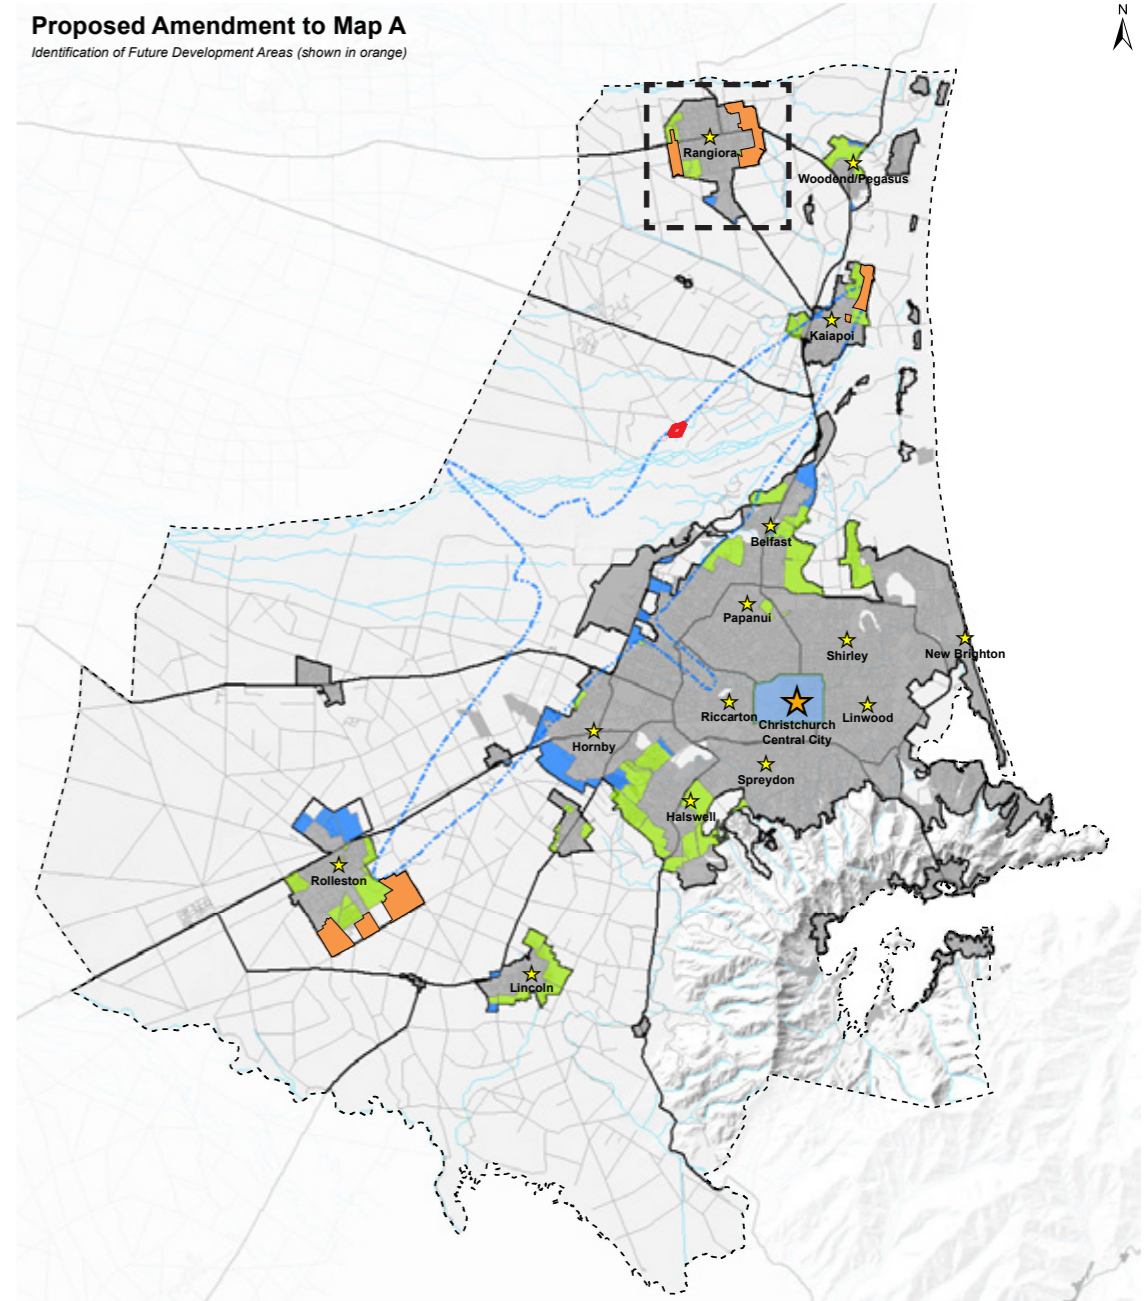 Proposed Amendment to Map A
Identification of Future Development Areas (shown in orange)
N
Rangiora
Woodend/Pegasus
Kaiapoi
Belfast
Papanui
Shirley
New Brighton
Riccarton
Christchurch
Central City
Linwood
Hornby
Spreydon
Halswell
Rolleston
Lincoln